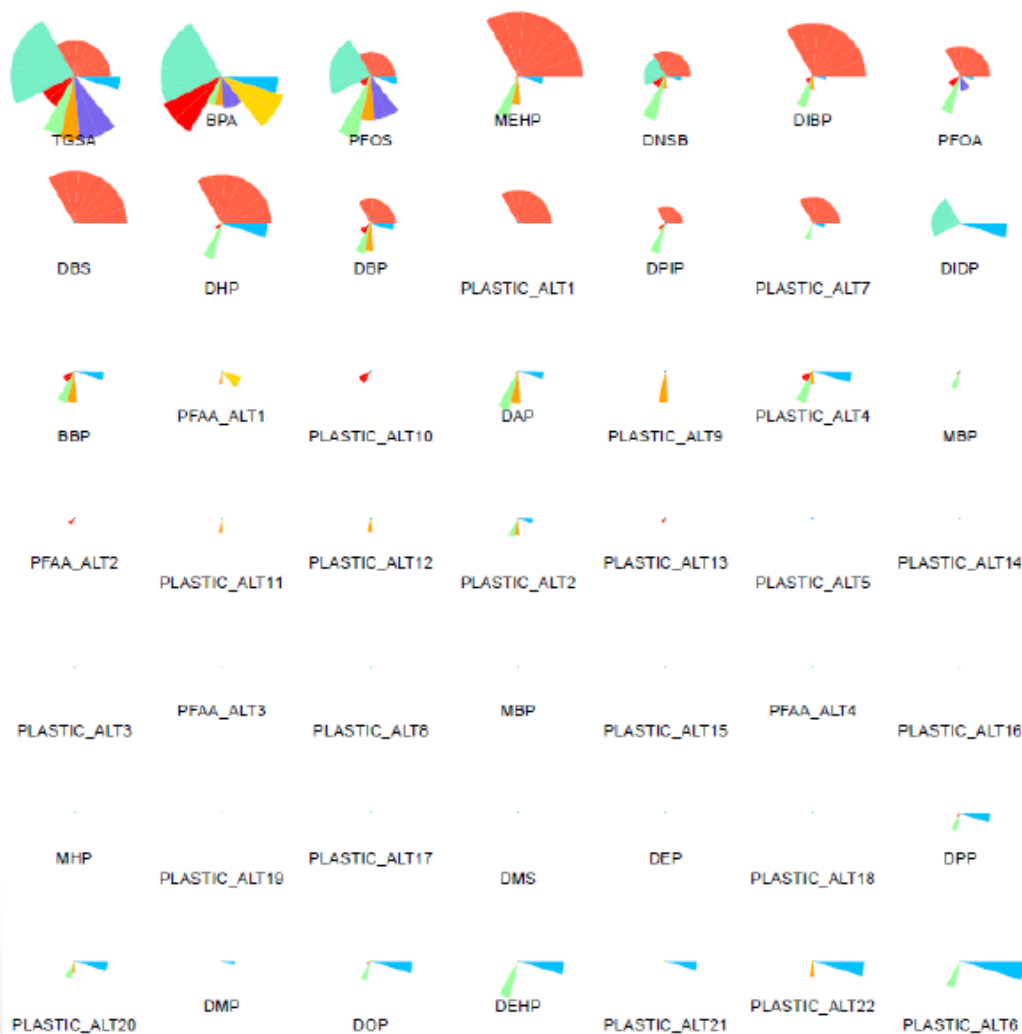 TGSA
BPA
PFOS
MEHP
DNSB
DIBP
PFOA
DBS
DHP
DBP
PLASTIC_ALT1
DPIP
PLASTIC_ALT7
DIDP
BBP
PFAA_ALT1
PLASTIC_ALT10
DAP
PLASTIC_ALT9
PLASTIC_ALT4
MBP
PFAA_ALT2
PLASTIC_ALT11
PLASTIC_ALT12
PLASTIC_ALT2
PLASTIC_ALT13
PLASTIC_ALT5
PLASTIC_ALT14
PLASTIC_ALT3
PFAA_ALT3
PLASTIC_ALT8
MBP
PLASTIC_ALT15
PFAA_ALT4
PLASTIC_ALT16
MHP
PLASTIC_ALT19
PLASTIC_ALT17
DMS
DEP
PLASTIC_ALT18
DPP
PLASTIC_ALT20
DMP
DOP
DEHP
PLASTIC_ALT21
PLASTIC_ALT22
PLASTIC_ALT6